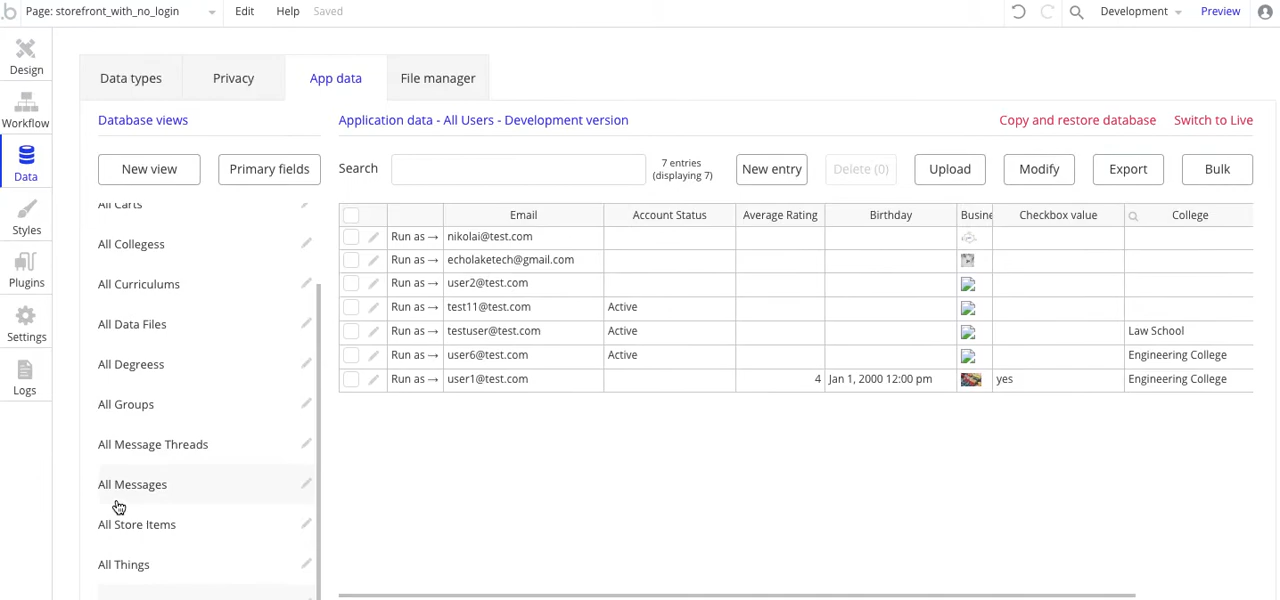 Page: storefront_with_no_login Edit Help Saved Development Preview
Design
Workflow
Data
Styles
Plugins
Settings
Logs
Data types Privacy App data File manager
Database views
New view Primary fields
All Carts
All Collegess
All Curriculums
All Data Files
All Degreess
All Groups
All Message Threads
All Messages
All Store Items
All Things
Application data - All Users - Development version Copy and restore database Switch to Live
Search 7 entries
(displaying 7)
New entry Delete (0) Upload Modify Export Bulk
Email Account Status Average Rating Birthday Busine Checkbox value College
Run as → nikolai@test.com
Run as → echolaketech@gmail.com
Run as → user2@test.com
Run as → test11@test.com Active
Run as → testuser@test.com Active Law School
Run as → user6@test.com Active Engineering College
Run as → user1@test.com 4 Jan 1, 2000 12:00 pm yes Engineering College